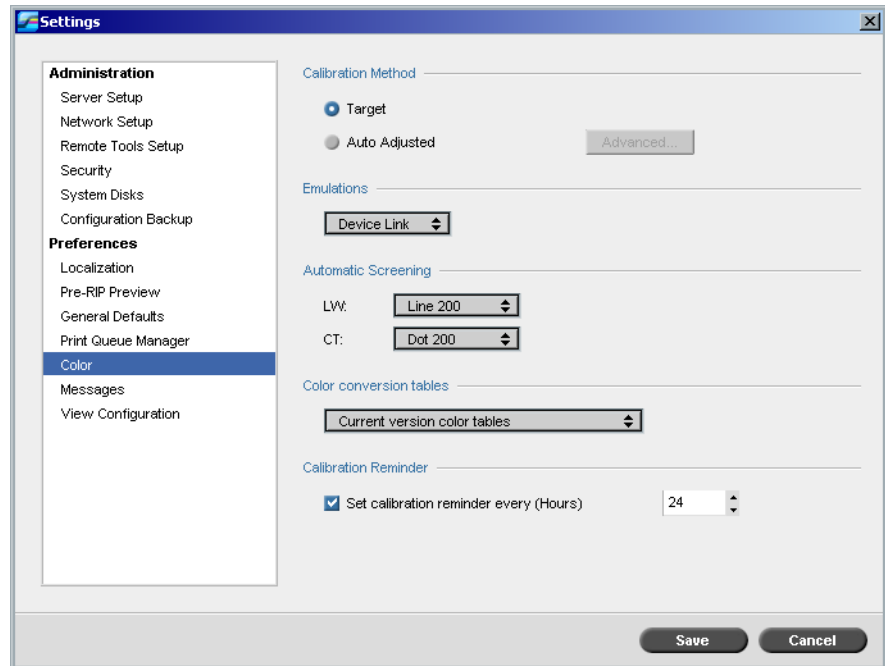 Settings
Administration
Server Setup
Network Setup
Remote Tools Setup
Security
System Disks
Configuration Backup
Preferences
Localization
Pre-RIP Preview
General Defaults
Print Queue Manager
Color
Messages
View Configuration
Calibration Method
Target
Auto Adjusted
Advanced...
Emulations
Device Link
Automatic Screening
LW: Line 200
CT: Dot 200
Color conversion tables
Current version color tables
Calibration Reminder
Set calibration reminder every (Hours) 24
Save Cancel